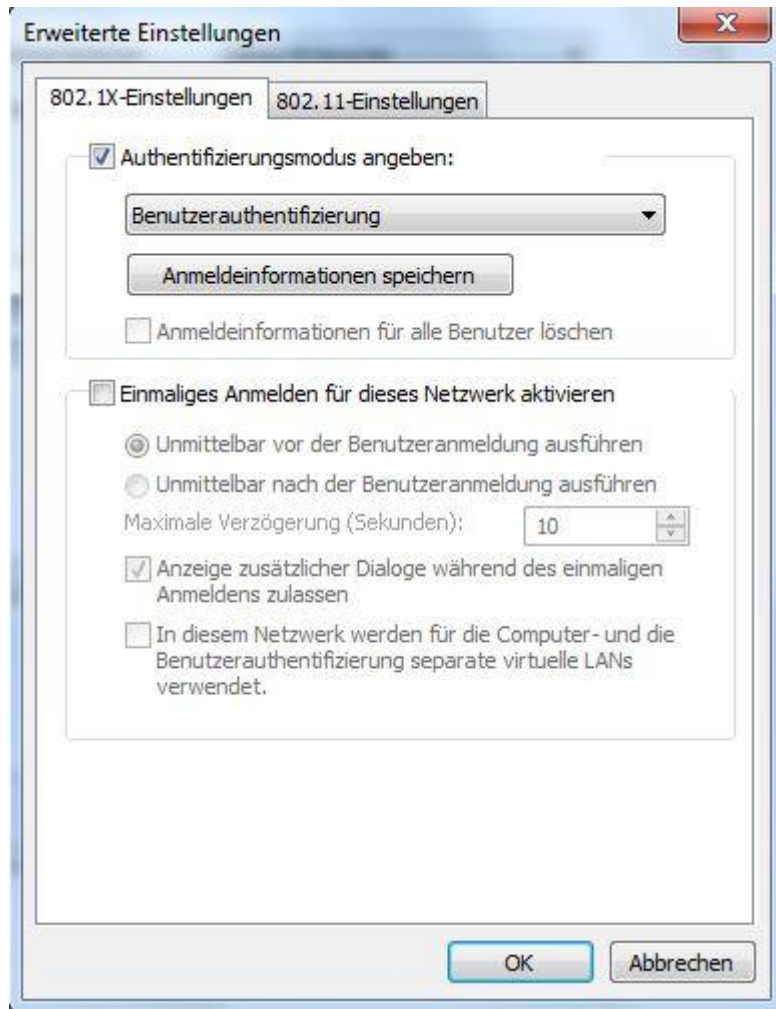 Erweiterte Einstellungen
802.1X-Einstellungen
802.11-Einstellungen
Authentifizierungsmodus angeben:
Benutzerauthentifizierung
Anmeldeinformationen speichern
Anmeldeinformationen für alle Benutzer löschen
Einmaliges Anmelden für dieses Netzwerk aktivieren
Unmittelbar vor der Benutzeranmeldung ausführen
Unmittelbar nach der Benutzeranmeldung ausführen
Maximale Verzögerung (Sekunden):
10
Anzeige zusätzlicher Dialoge während des einmaligen
Anmeldens zulassen
In diesem Netzwerk werden für die Computer- und die
Benutzerauthentifizierung separate virtuelle LANs
verwendet.
OK
Abbrechen